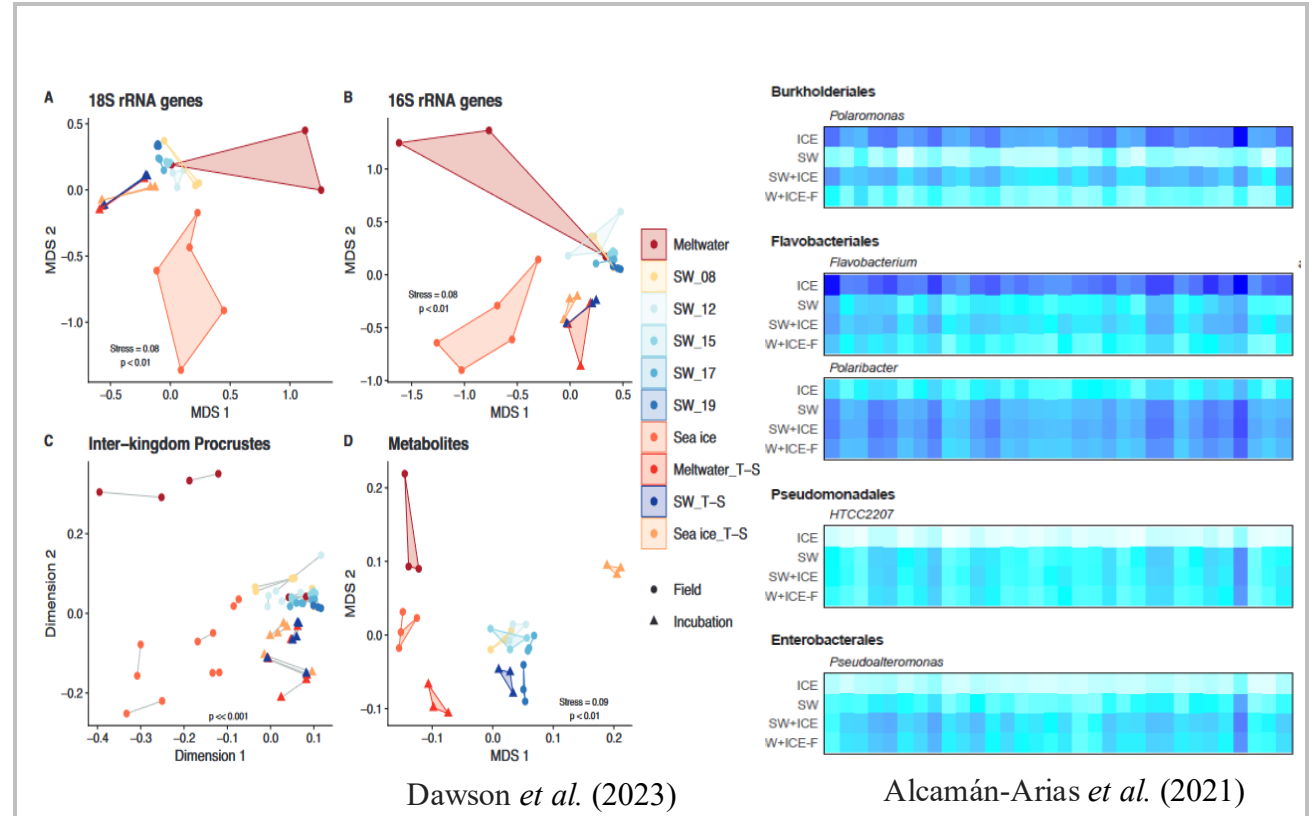 A 18S rRNA genes
0.5
0.0
−0.5
−1.0
MDS 2
Stress = 0.08
p < 0.01
−0.5 0.0 0.5 1.0
MDS 1
B 16S rRNA genes
1.0
0.5
0.0
−0.5
−1.0
MDS 2
Stress = 0.08
p < 0.01
−1.5 −1.0 −0.5 0.0 0.5
MDS 1
C Inter−kingdom Procrustes
0.2
0.0
−0.2
Dimension 2
p << 0.001
−0.4 −0.3 −0.2 −0.1 0.0 0.1
Dimension 1
D Metabolites
0.2
0.1
0.0
−0.1
MDS 2
Stress = 0.09
p < 0.01
−0.1 0.0 0.1 0.2
MDS 1
Meltwater
SW_08
SW_12
SW_15
SW_17
SW_19
Sea ice
Meltwater_T−S
SW_T−S
Sea ice_T−S
Field
Incubation
Dawson et al. (2023)
Burkholderiales
Polaromonas
ICE
SW
SW+ICE
W+ICE-F
Flavobacteriales
Flavobacterium
ICE
SW
SW+ICE
W+ICE-F
Polaribacter
ICE
SW
SW+ICE
W+ICE-F
Pseudomonadales
HTCC2207
ICE
SW
SW+ICE
W+ICE-F
Enterobacterales
Pseudoalteromonas
ICE
SW
SW+ICE
W+ICE-F
Alcamán-Arias et al. (2021)